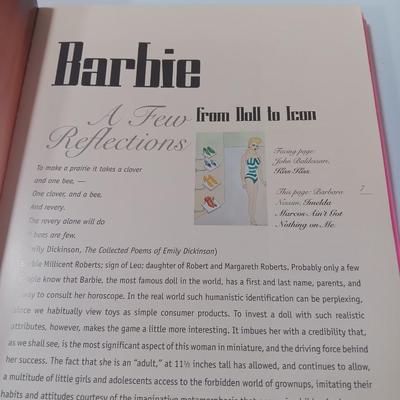 Barbie
A Few
Reflections
From Doll to Icon
Facing page:
John Baldessari,
Kiss Kiss.
This page: Barbara
Nessim, Imelda
Marcos Ain't Got
Nothing on Me.
7
To make a prairie it takes a clover
and one bee, —
One clover, and a bee,
And revery.
The revery alone will do
bees are few.
Emily Dickinson, The Collected Poems of Emily Dickinson)
Barbie Millicent Roberts; sign of Leo; daughter of Robert and Margareth Roberts. Probably only a few
people know that Barbie, the most famous doll in the world, has a first and last name, parents, and
way to consult her horoscope. In the real world such humanistic identification can be perplexing,
since we habitually view toys as simple consumer products. To invest a doll with such realistic
attributes, however, makes the game a little more interesting. It imbues her with a credibility that,
as we shall see, is the most significant aspect of this woman in miniature, and the driving force behind
her success. The fact that she is an "adult," at 11½ inches tall has allowed, and continues to allow,
a multitude of little girls and adolescents access to the forbidden world of grownups, imitating their
habits and attitudes courtesy of the imaginative metamorphosis that